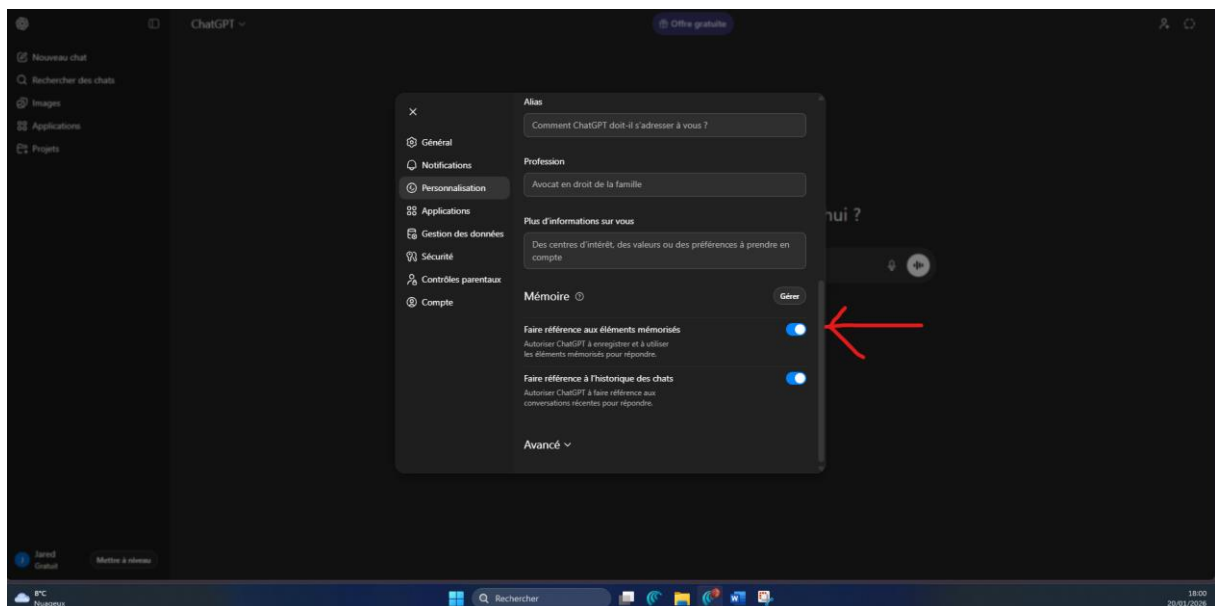 ChatGPT
Offre gratuite
Nouveau chat
Rechercher des chats
Images
Applications
Projets
Jared
Gratuit
Mettre à niveau
Général
Notifications
Personnalisation
Applications
Gestion des données
Sécurité
Contrôles parentaux
Compte
Alias
Comment ChatGPT doit-il s'adresser à vous ?
Profession
Avocat en droit de la famille
Plus d'informations sur vous
Des centres d'intérêt, des valeurs ou des préférences à prendre en
compte
Mémoire
Gérer
Faire référence aux éléments mémorisés
Autoriser ChatGPT à enregistrer et à utiliser
les éléments mémorisés pour répondre.
Faire référence à l'historique des chats
Autoriser ChatGPT à faire référence aux
conversations récentes pour répondre.
Avancé
hui ?
8°C
Nuageux
Rechercher
18:00
20/01/2026